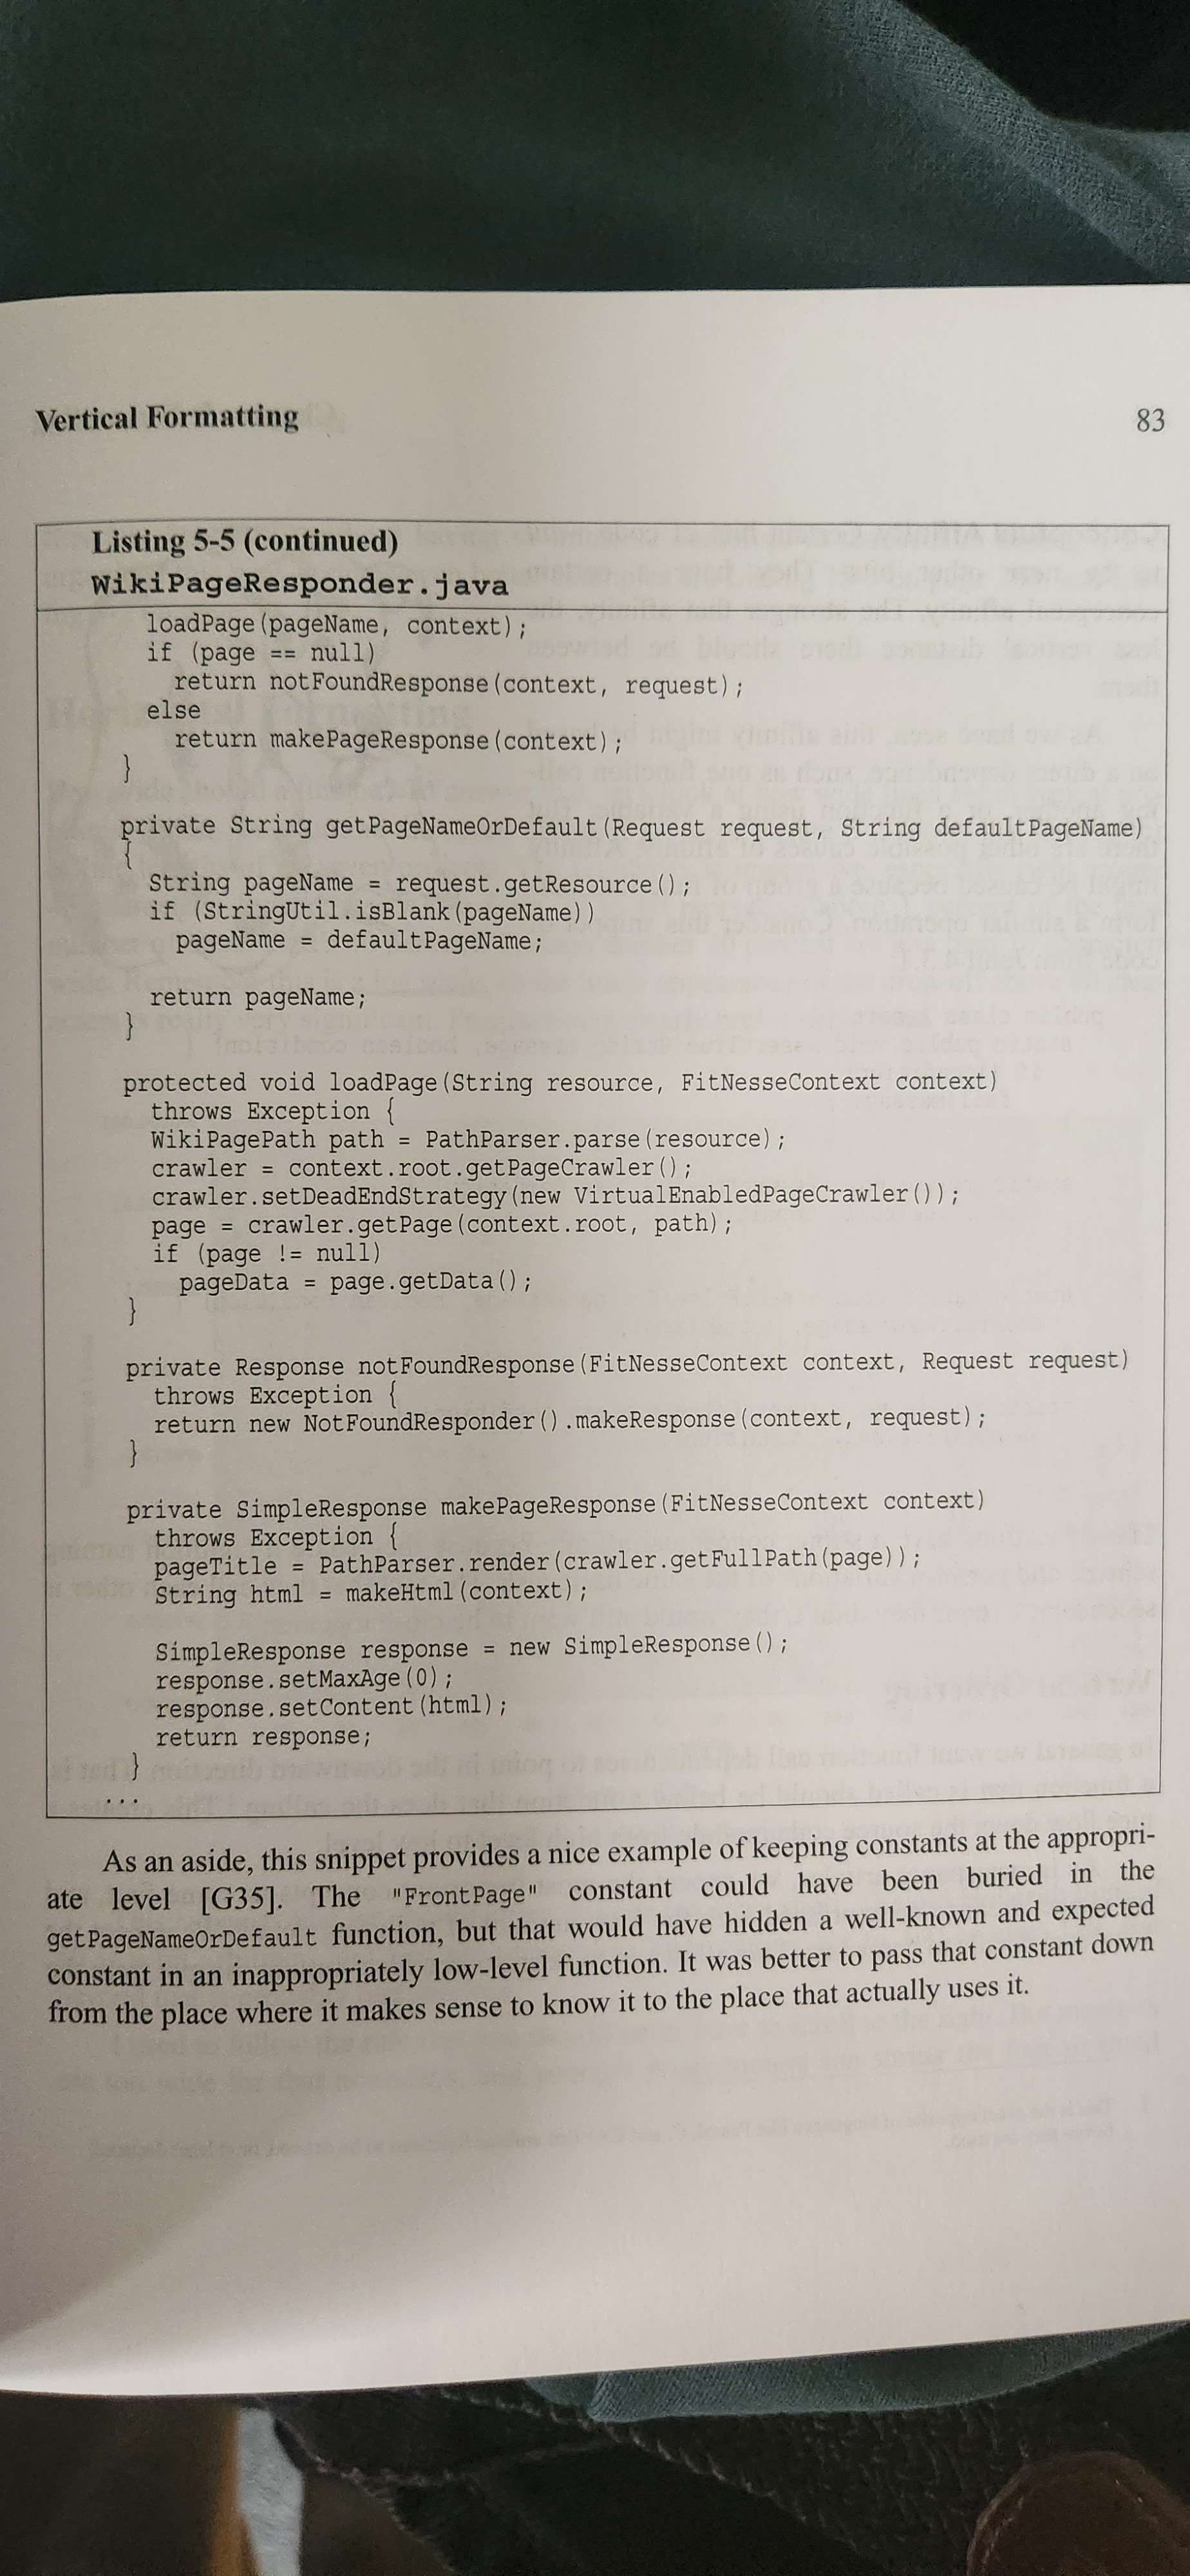 Vertical Formatting
83
Listing 5-5 (continued)
WikiPageResponder.java
loadPage(pageName, context);
if (page == null)
return notFoundResponse(context, request);
else
return makePageResponse(context);
}
private String getPageNameOrDefault(Request request, String defaultPageName)
{
String pageName = request.getResource();
if (StringUtil.isBlank(pageName))
pageName = defaultPageName;
return pageName;
}
protected void loadPage(String resource, FitNesseContext context)
throws Exception {
WikiPagePath path = PathParser.parse(resource);
crawler = context.root.getPageCrawler();
crawler.setDeadEndStrategy(new VirtualEnabledPageCrawler());
page = crawler.getPage(context.root, path);
if (page != null)
pageData = page.getData();
}
private Response notFoundResponse(FitNesseContext context, Request request)
throws Exception {
return new NotFoundResponder().makeResponse(context, request);
}
private SimpleResponse makePageResponse(FitNesseContext context)
throws Exception {
pageTitle = PathParser.render(crawler.getFullPath(page));
String html = makeHtml(context);
SimpleResponse response = new SimpleResponse();
response.setMaxAge(0);
response.setContent(html);
return response;
}
...
As an aside, this snippet provides a nice example of keeping constants at the appropri-
ate level [G35]. The "FrontPage" constant could have been buried in the
getPageNameOrDefault function, but that would have hidden a well-known and expected
constant in an inappropriately low-level function. It was better to pass that constant down
from the place where it makes sense to know it to the place that actually uses it.